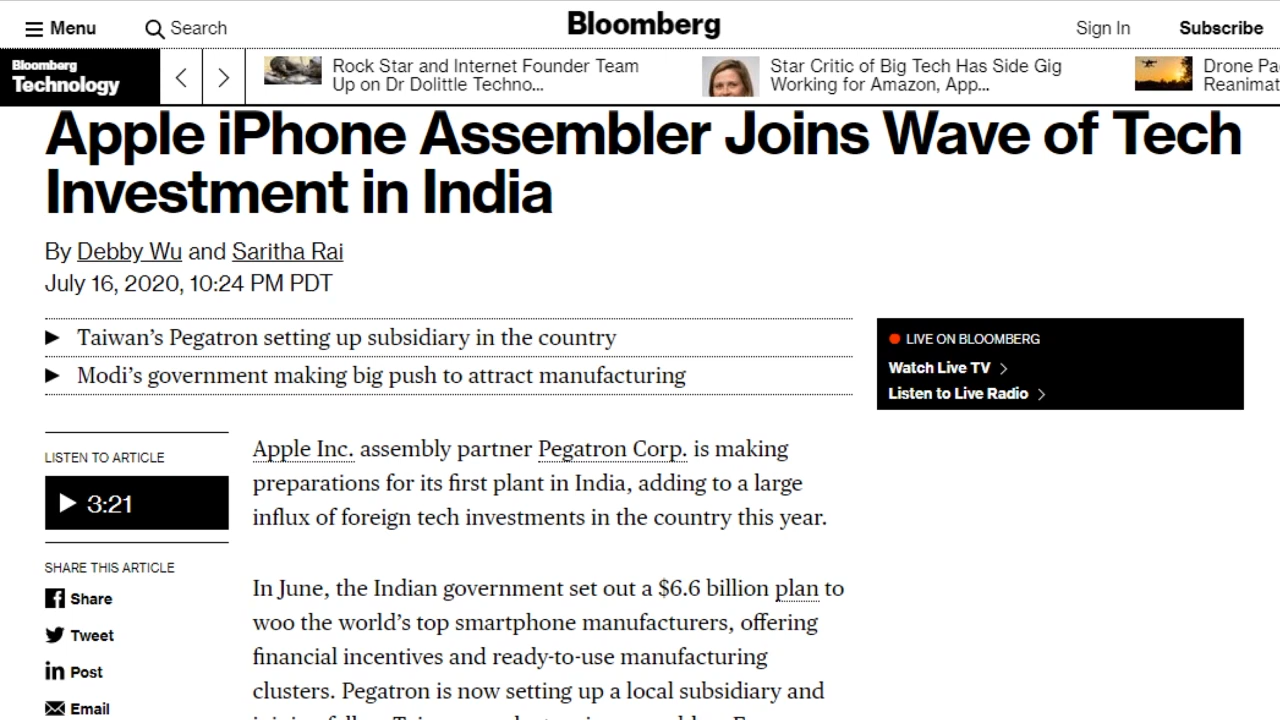 Menu
Search
Bloomberg
Sign In
Subscribe
Bloomberg
Technology
Rock Star and Internet Founder Team
Up on Dr Dolittle Techno...
Star Critic of Big Tech Has Side Gig
Working for Amazon, App...
Drone Pa
Reanimat
Apple iPhone Assembler Joins Wave of Tech
Investment in India
By Debby Wu and Saritha Rai
July 16, 2020, 10:24 PM PDT
Taiwan’s Pegatron setting up subsidiary in the country
Modi’s government making big push to attract manufacturing
LIVE ON BLOOMBERG
Watch Live TV
Listen to Live Radio
LISTEN TO ARTICLE
3:21
SHARE THIS ARTICLE
Share
Tweet
in Post
Email
Apple Inc. assembly partner Pegatron Corp. is making
preparations for its first plant in India, adding to a large
influx of foreign tech investments in the country this year.
In June, the Indian government set out a $6.6 billion plan to
woo the world’s top smartphone manufacturers, offering
financial incentives and ready-to-use manufacturing
clusters. Pegatron is now setting up a local subsidiary and